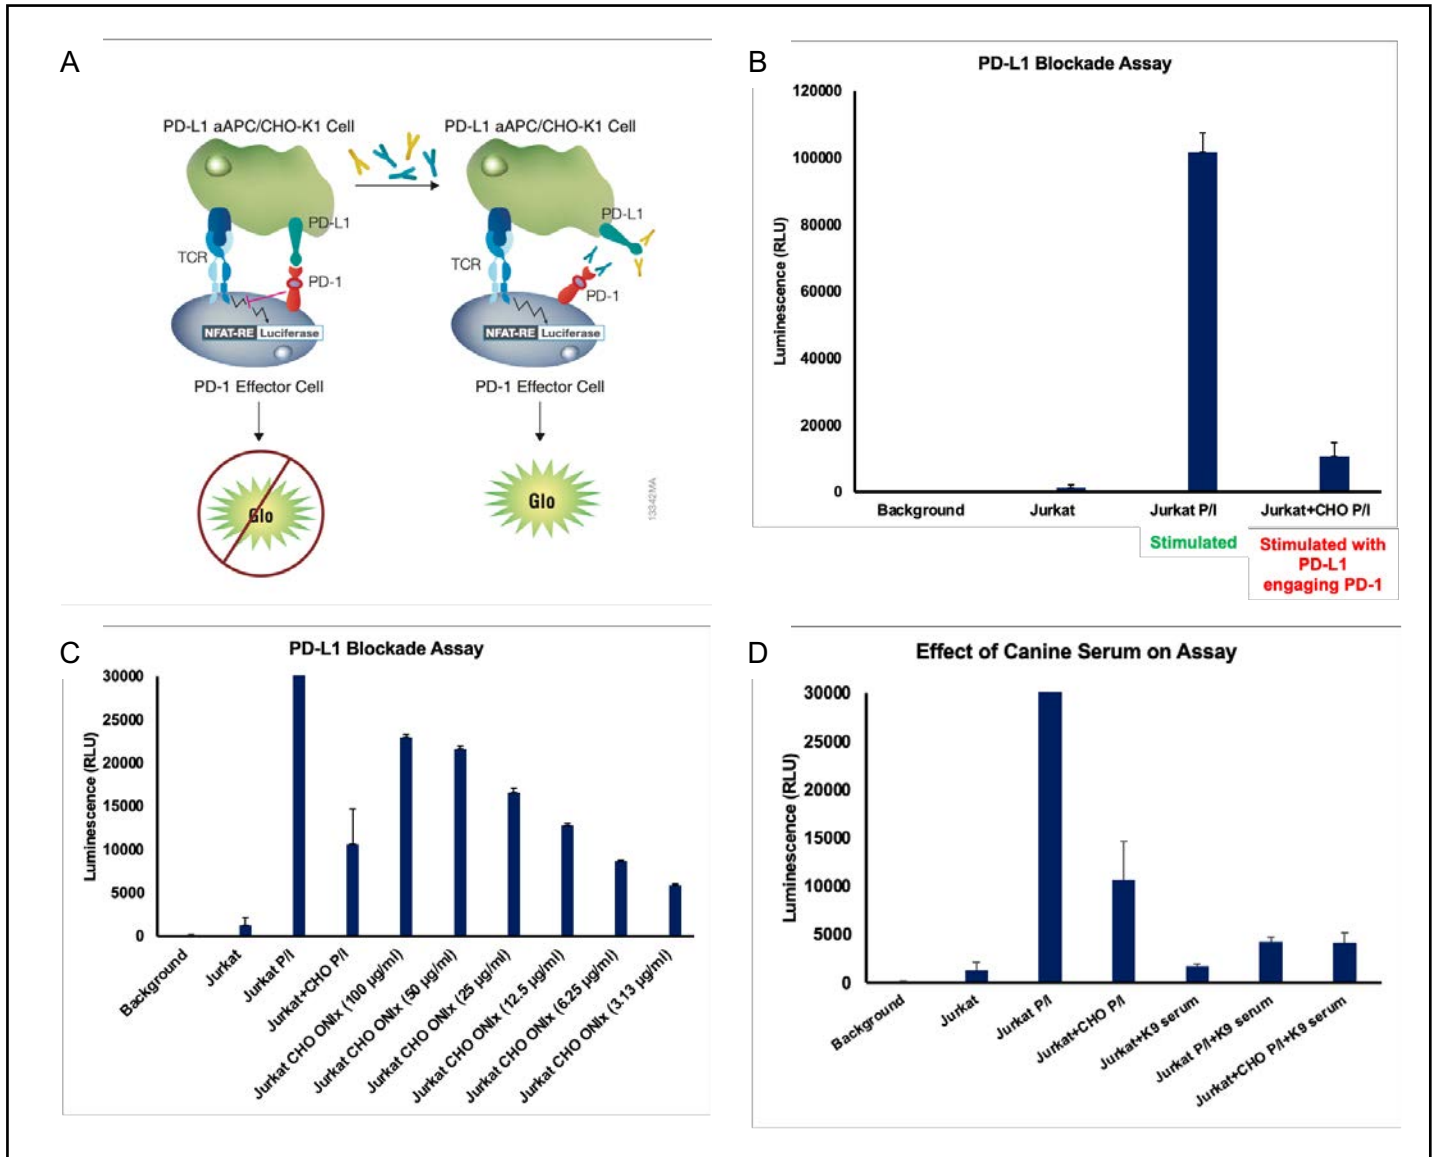 A
PD-L1 aAPC/CHO-K1 Cell
PD-L1 aAPC/CHO-K1 Cell
PD-L1
TCR
PD-1
NFAT-RE Luciferase
PD-1 Effector Cell
Glo
PD-L1
TCR
PD-1
NFAT-RE Luciferase
PD-1 Effector Cell
Glo
13342MA
B
PD-L1 Blockade Assay
Luminescence (RLU)
120000
100000
80000
60000
40000
20000
0
Background
Jurkat
Jurkat P/I
Jurkat+CHO P/I
Stimulated
Stimulated with
PD-L1
engaging PD-1
C
PD-L1 Blockade Assay
Luminescence (RLU)
30000
25000
20000
15000
10000
5000
0
Background
Jurkat
Jurkat P/I
Jurkat+CHO P/I
Jurkat CHO ONIx (100 µg/ml)
Jurkat CHO ONIx (50 µg/ml)
Jurkat CHO ONIx (25 µg/ml)
Jurkat CHO ONIx (12.5 µg/ml)
Jurkat CHO ONIx (6.25 µg/ml)
Jurkat CHO ONIx (3.13 µg/ml)
D
Effect of Canine Serum on Assay
Luminescence (RLU)
30000
25000
20000
15000
10000
5000
0
Background
Jurkat
Jurkat P/I
Jurkat+CHO P/I
Jurkat+K9 serum
Jurkat P/I+K9 serum
Jurkat+CHO P/I+K9 serum